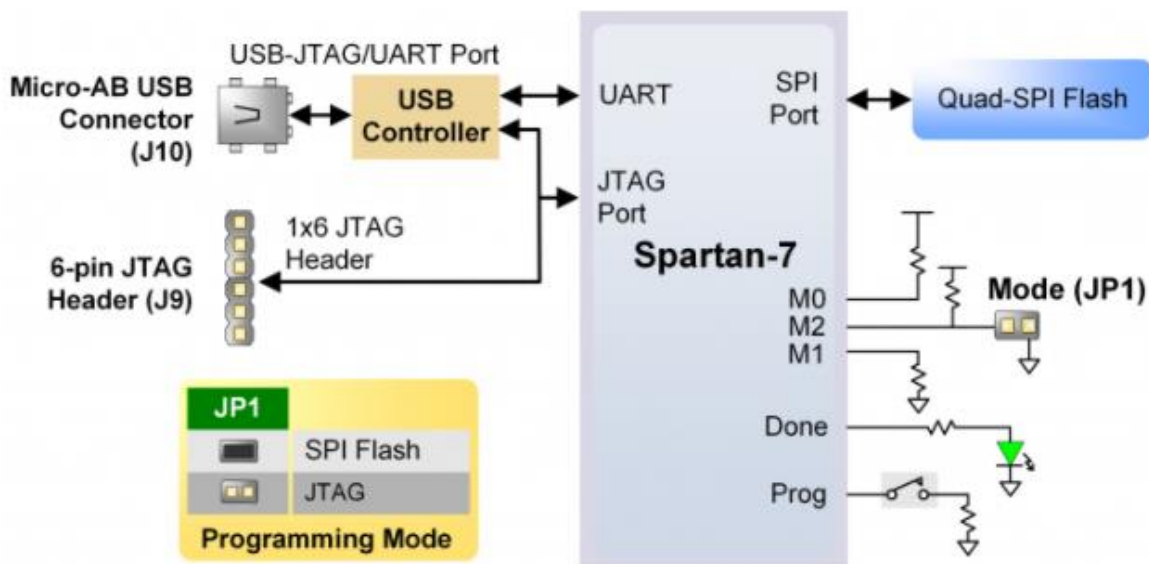 USB-JTAG/UART Port
Micro-AB USB
Connector
(J10)
USB
Controller
UART
SPI
Port
Quad-SPI Flash
JTAG
Port
1x6 JTAG
Header
6-pin JTAG
Header (J9)
Spartan-7
Mode (JP1)
M0
M2
M1
JP1
SPI Flash
JTAG
Programming Mode
Done
Prog